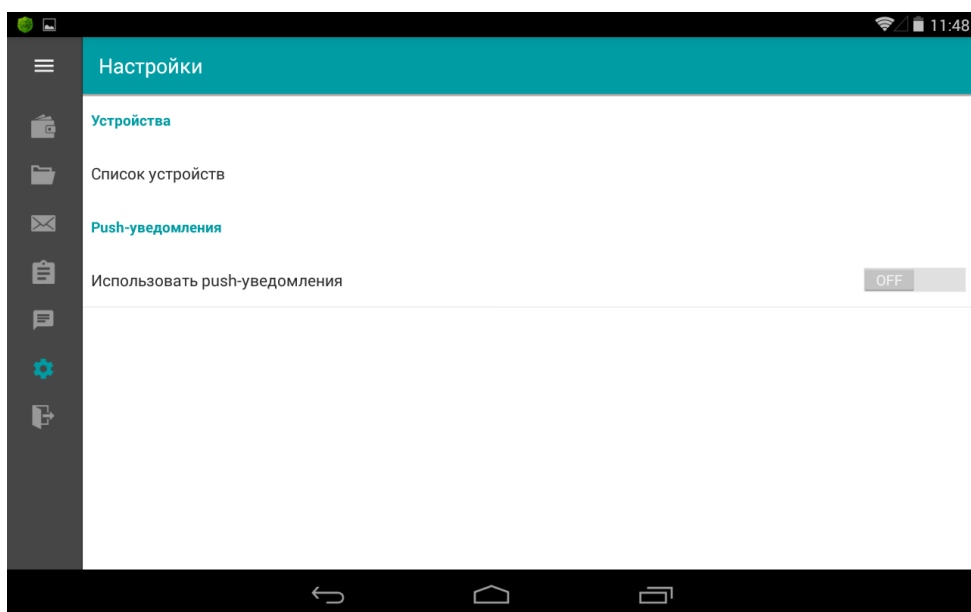 11:48
Настройки
Устройства
Список устройств
Push-уведомления
Использовать push-уведомления
OFF